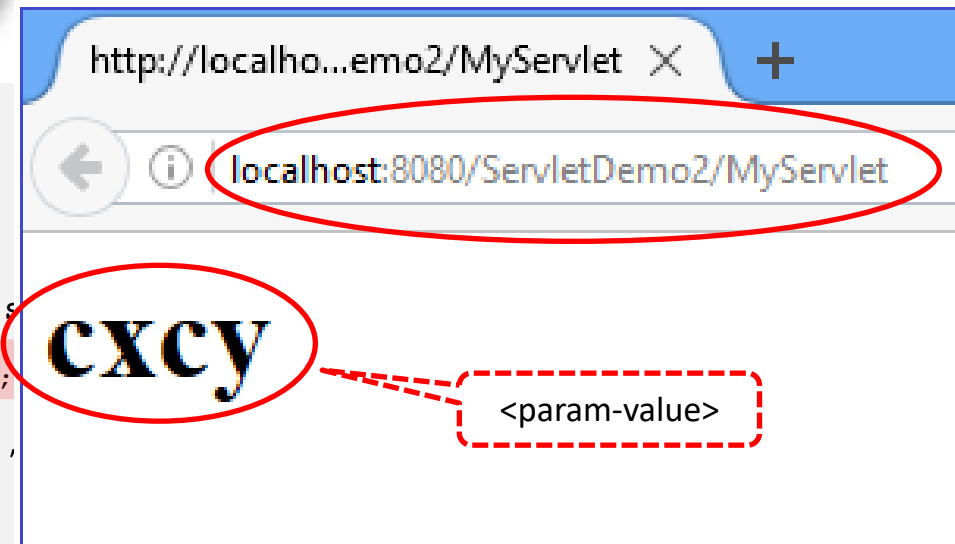 http://localho...emo2/MyServlet
localhost:8080/ServletDemo2/MyServlet
s
cxcy
;
<param-value>
,